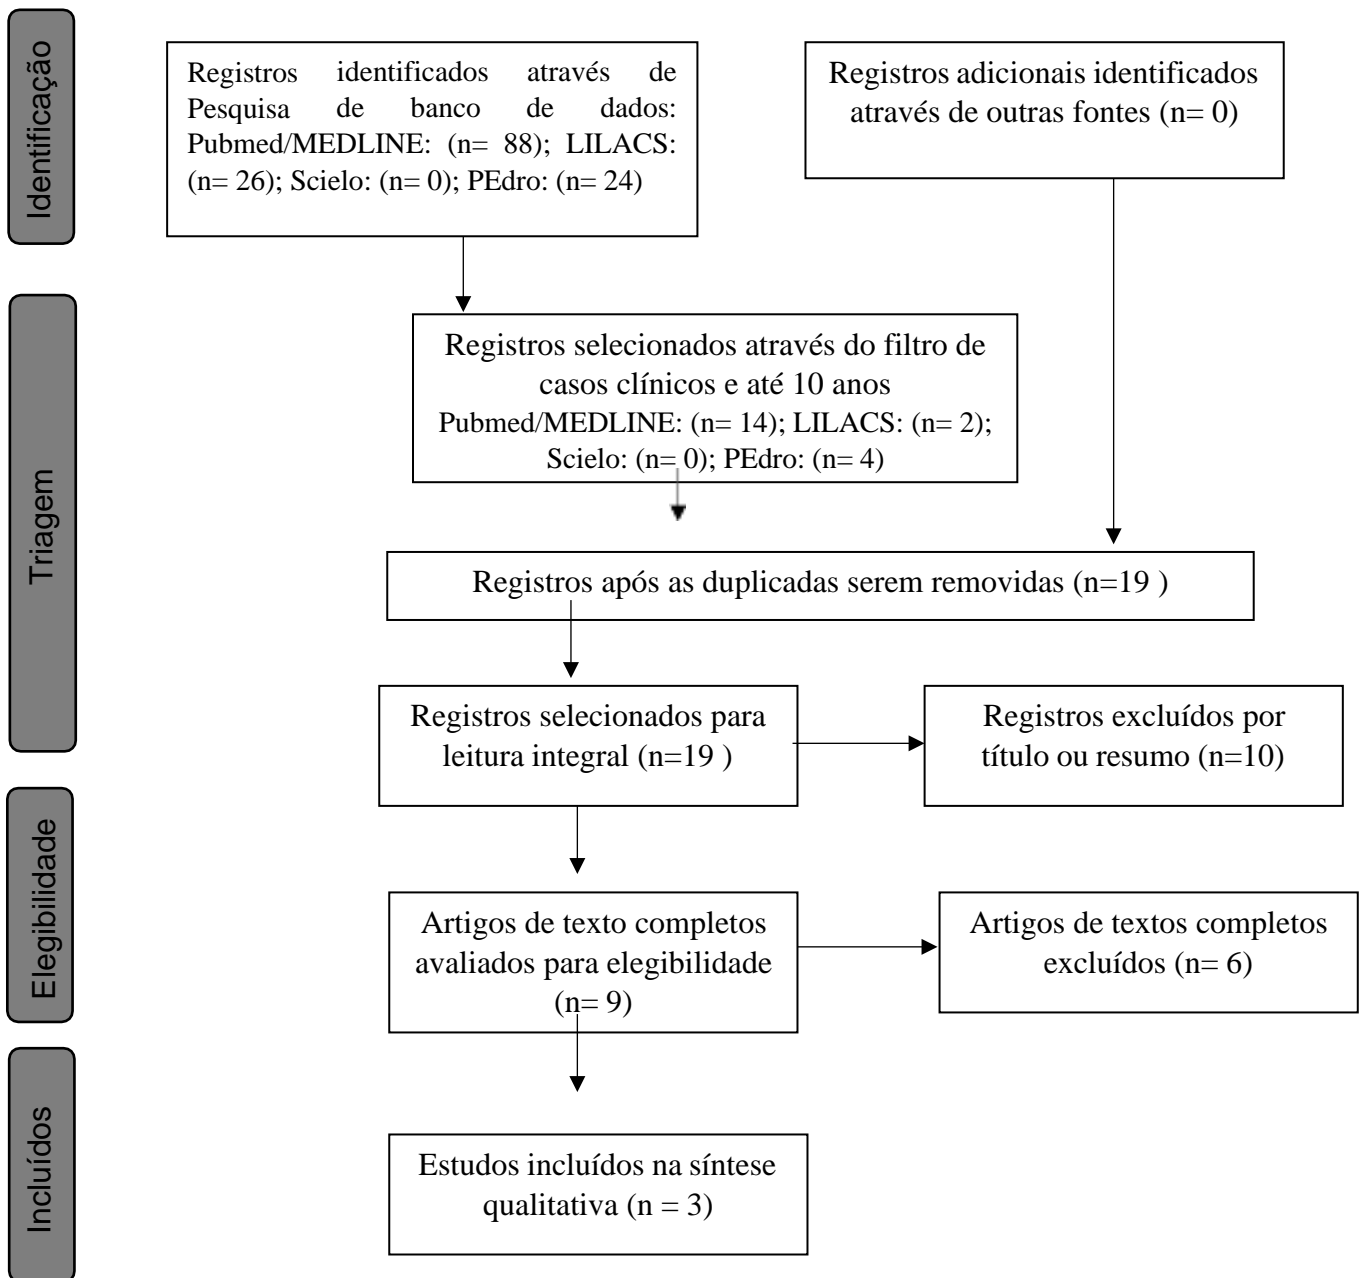 Identificação
Registros identificados através de
Pesquisa de banco de dados:
Pubmed/MEDLINE: (n= 88); LILACS:
(n= 26); Scielo: (n= 0); PEdro: (n= 24)
Registros adicionais identificados
através de outras fontes (n= 0)
Triagem
Registros selecionados através do filtro de
casos clínicos e até 10 anos
Pubmed/MEDLINE: (n= 14); LILACS: (n= 2);
Scielo: (n= 0); PEdro: (n= 4)
Registros após as duplicadas serem removidas (n=19 )
Registros selecionados para
leitura integral (n=19 )
Registros excluídos por
título ou resumo (n=10)
Elegibilidade
Artigos de texto completos
avaliados para elegibilidade
(n= 9)
Artigos de textos completos
excluídos (n= 6)
Incluídos
Estudos incluídos na síntese
qualitativa (n = 3)